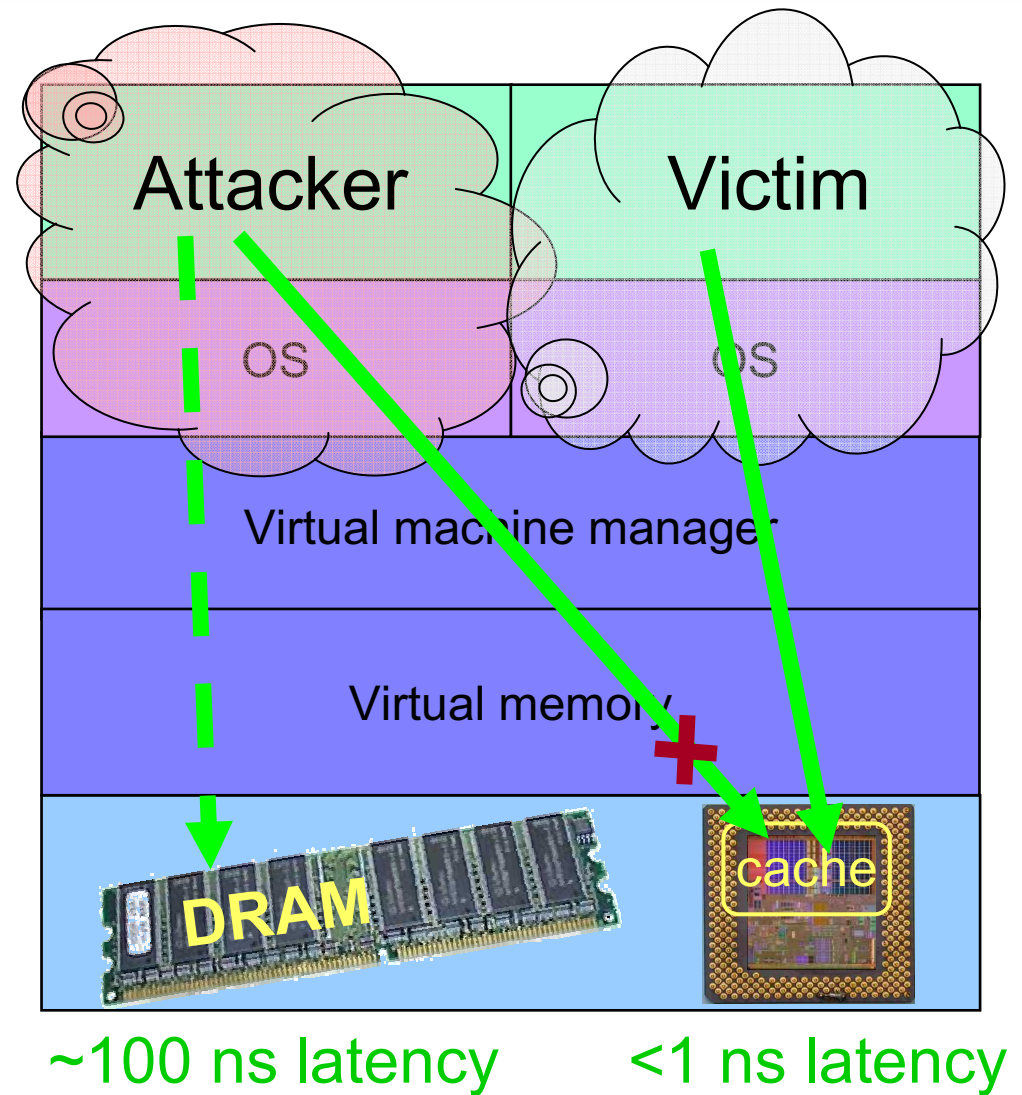 Attacker
Victim
OS
OS
Virtual machine manager
Virtual memory
DRAM
cache
~100 ns latency
<1 ns latency